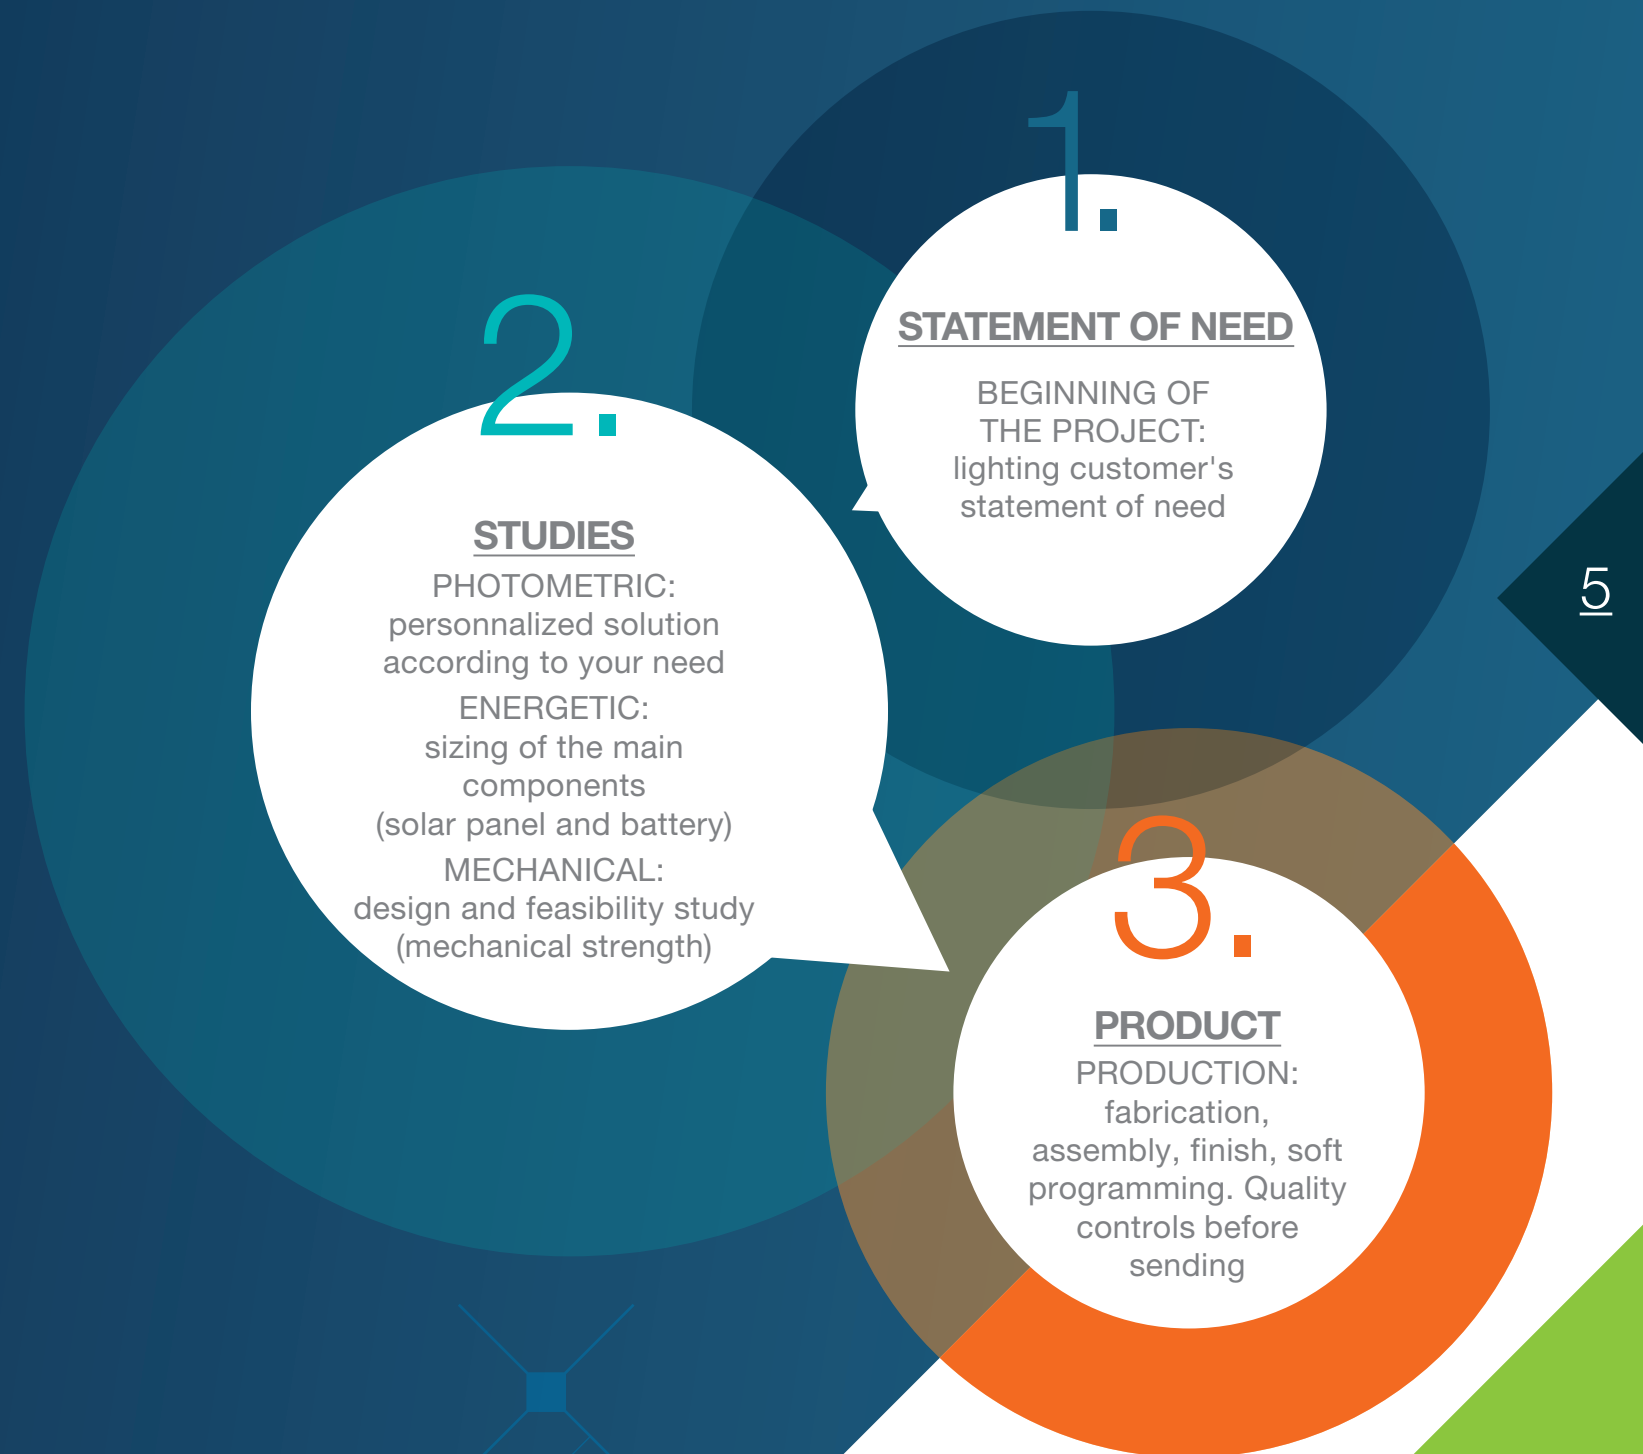 1.
STATEMENT OF NEED
BEGINNING OF
THE PROJECT:
lighting customer's
statement of need
2.
STUDIES
PHOTOMETRIC:
personnalized solution
according to your need
ENERGETIC:
sizing of the main
components
(solar panel and battery)
MECHANICAL:
design and feasibility study
(mechanical strength)
5
3.
PRODUCT
PRODUCTION:
fabrication,
assembly, finish, soft
programming. Quality
controls before
sending